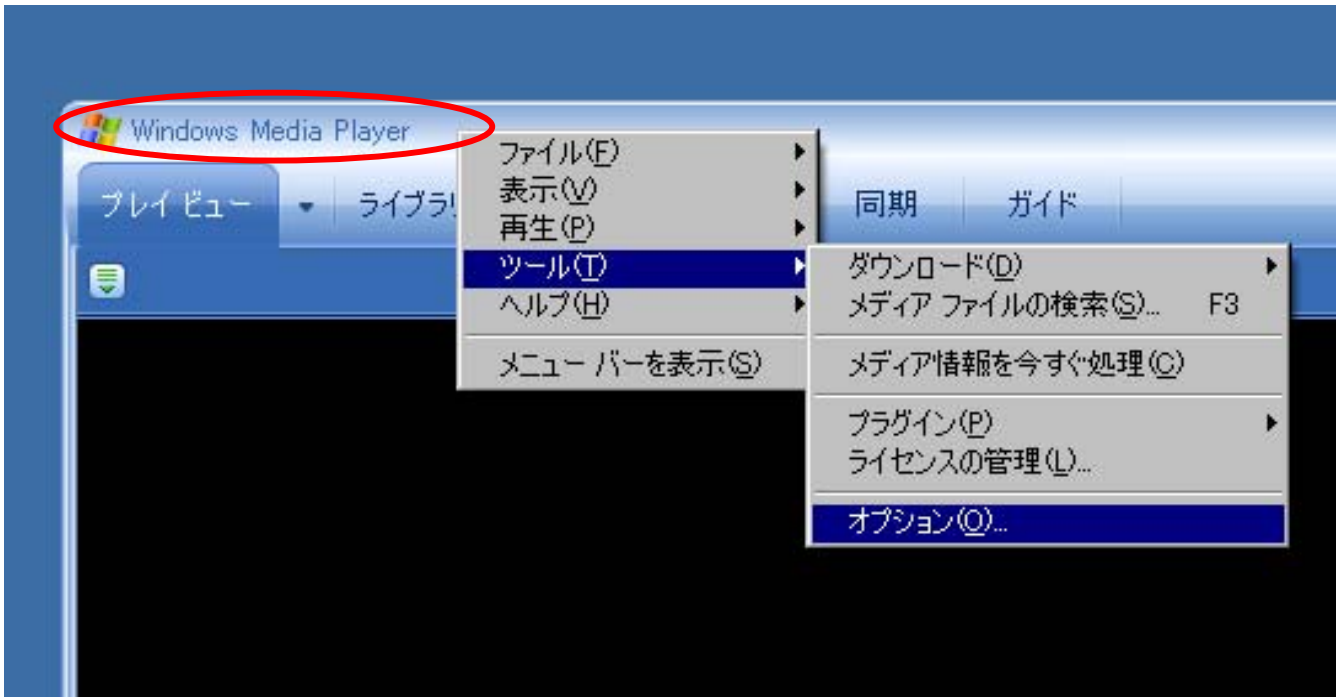 Windows Media Player
プレイ ビュー
ライブラリ
同期
ガイド
ファイル(F)
表示(V)
再生(P)
ツール(T)
ヘルプ(H)
メニュー バーを表示(S)
ダウンロード(D)
メディア ファイルの検索(S)... F3
メディア情報を今すぐ処理(C)
プラグイン(P)
ライセンスの管理(L)...
オプション(O)...